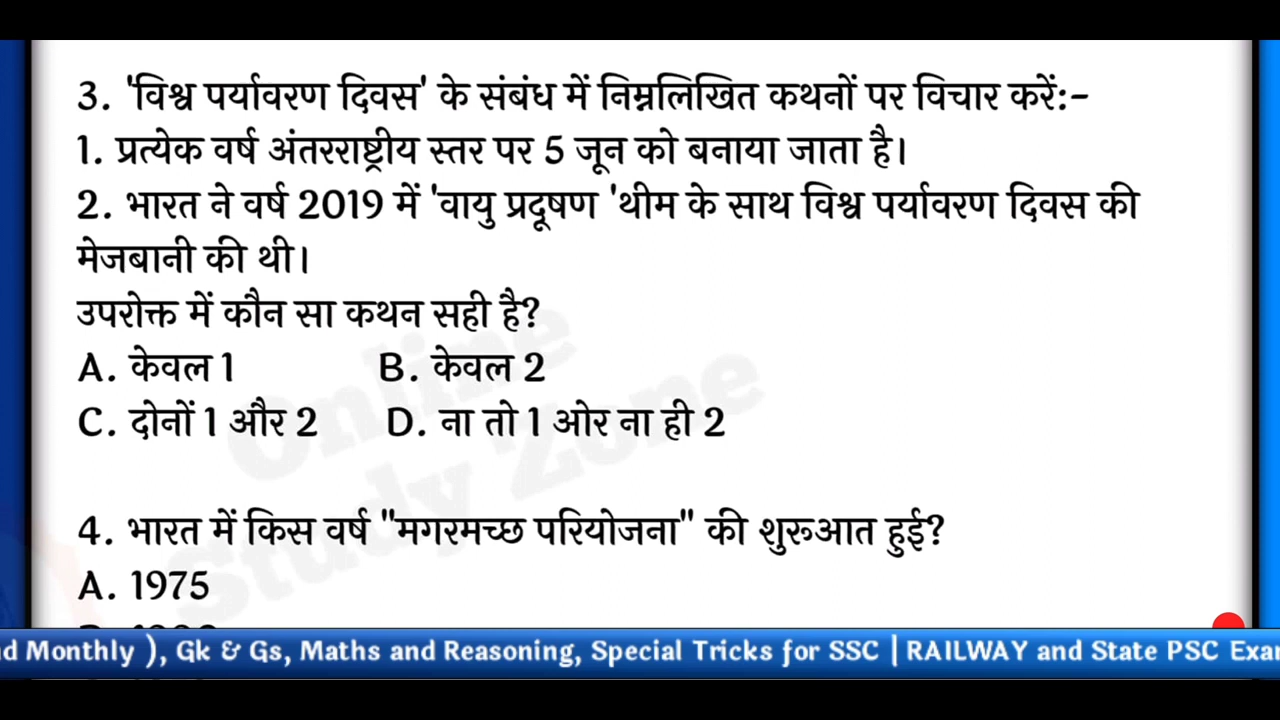 3. 'विश्व पर्यावरण दिवस' के संबंध में निम्नलिखित कथनों पर विचार करें:-
1. प्रत्येक वर्ष अंतरराष्ट्रीय स्तर पर 5 जून को बनाया जाता है।
2. भारत ने वर्ष 2019 में 'वायु प्रदूषण 'थीम के साथ विश्व पर्यावरण दिवस की
मेजबानी की थी।
उपरोक्त में कौन सा कथन सही है?
A. केवल 1 B. केवल 2
C. दोनों 1 और 2 D. ना तो 1 ओर ना ही 2
Online
Study Zone
4. भारत में किस वर्ष "मगरमच्छ परियोजना" की शुरूआत हुई?
A. 1975
d Monthly ), Gk & Gs, Maths and Reasoning, Special Tricks for SSC | RAILWAY and State PSC Exa